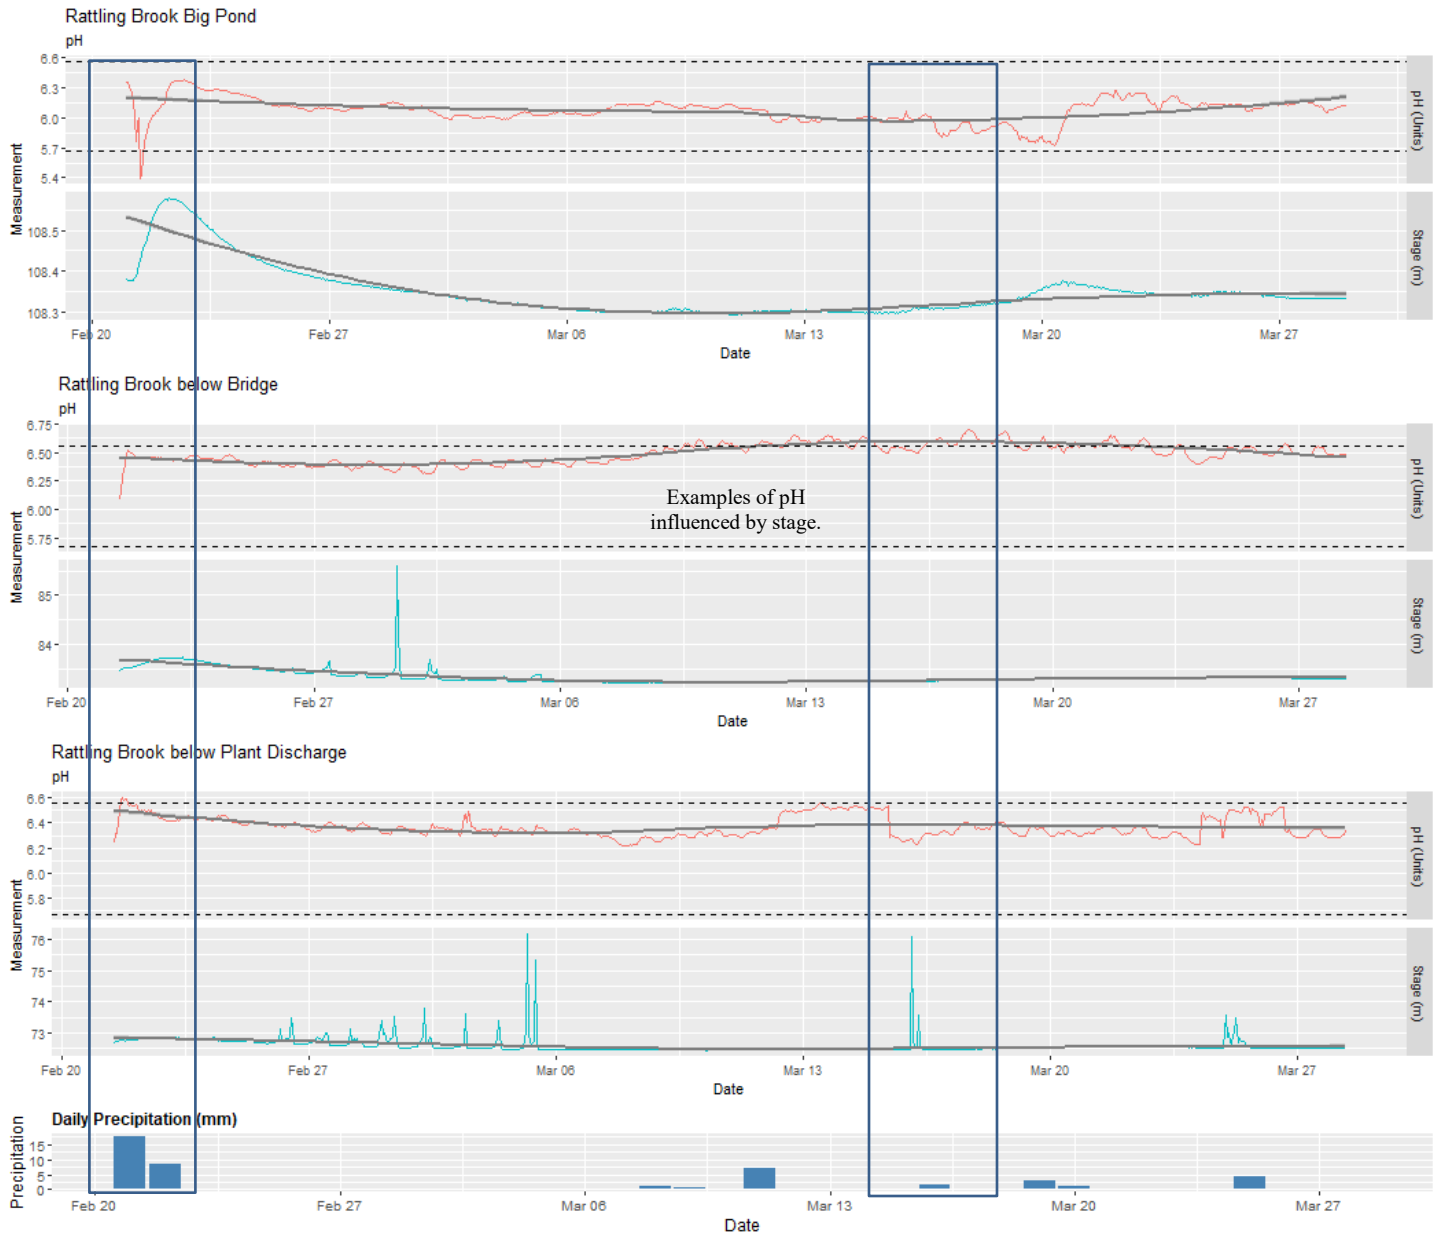 Rattling Brook Big Pond
pH
6.6
6.3
6.0
5.7
5.4
pH (Units)
Measurement
108.5
108.4
108.3
Stage (m)
Feb 20 Feb 27 Mar 06 Mar 13 Mar 20 Mar 27
Date
Rattling Brook below Bridge
pH
6.75
6.50
6.25
6.00
5.75
pH (Units)
Examples of pH
influenced by stage.
Measurement
85
84
Stage (m)
Feb 20 Feb 27 Mar 06 Mar 13 Mar 20 Mar 27
Date
Rattling Brook below Plant Discharge
pH
6.6
6.4
6.2
6.0
5.8
pH (Units)
Measurement
76
75
74
73
Stage (m)
Feb 20 Feb 27 Mar 06 Mar 13 Mar 20 Mar 27
Date
Daily Precipitation (mm)
Precipitation
15
10
5
0
Feb 20 Feb 27 Mar 06 Mar 13 Mar 20 Mar 27
Date